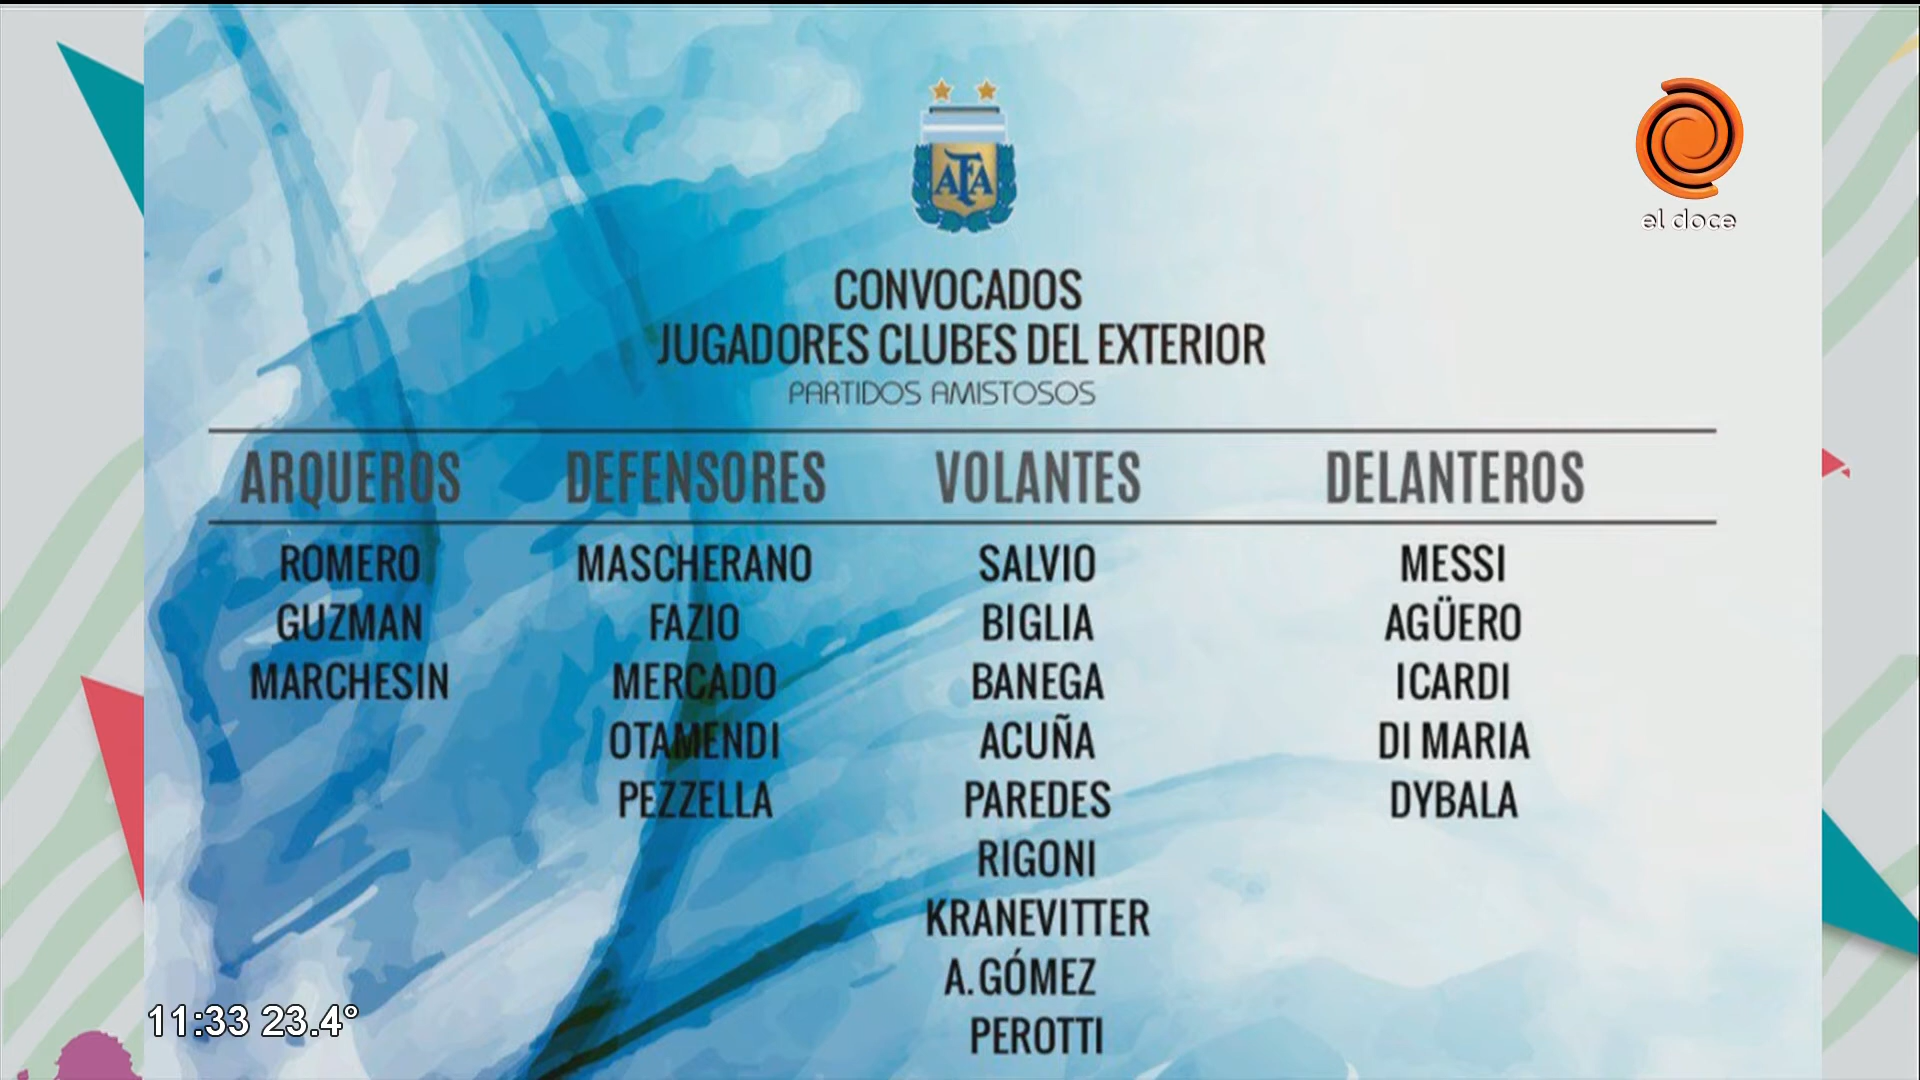 AFA
el doce
CONVOCADOS
JUGADORES CLUBES DEL EXTERIOR
PARTIDOS AMISTOSOS
ARQUEROS DEFENSORES VOLANTES DELANTEROS
ROMERO MASCHERANO SALVIO MESSI
GUZMAN FAZIO BIGLIA AGÜERO
MARCHESIN MERCADO BANEGA ICARDI
OTAMENDI ACUÑA DI MARIA
PEZZELLA PAREDES DYBALA
RIGONI
KRANEVITTER
A. GÓMEZ
PEROTTI
11:33 23.4°